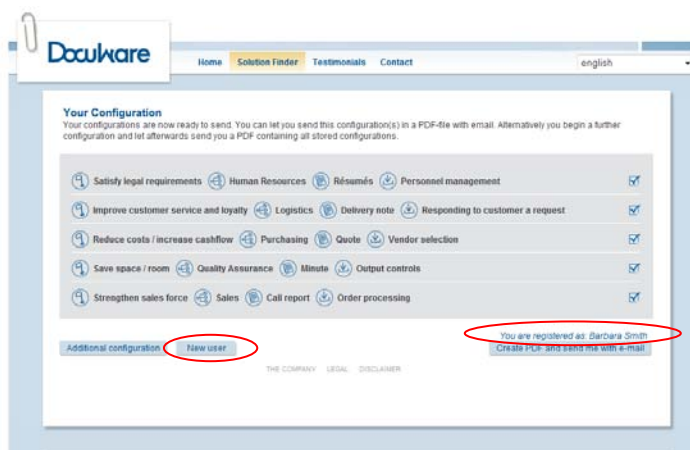 DocuWare
Home Solution Finder Testimonials Contact english
Your Configuration
Your configurations are now ready to send. You can let you send this configuration(s) in a PDF-file with email. Alternatively you begin a further
configuration and let afterwards send you a PDF containing all stored configurations.
Satisfy legal requirements Human Resources Résumés Personnel management
Improve customer service and loyalty Logistics Delivery note Responding to customer a request
Reduce costs / increase cashflow Purchasing Quote Vendor selection
Save space / room Quality Assurance Minute Output controls
Strengthen sales force Sales Call report Order processing
You are registered as: Barbara Smith
Additional configuration New user Create PDF and send me with e-mail
THE COMPANY LEGAL DISCLAIMER